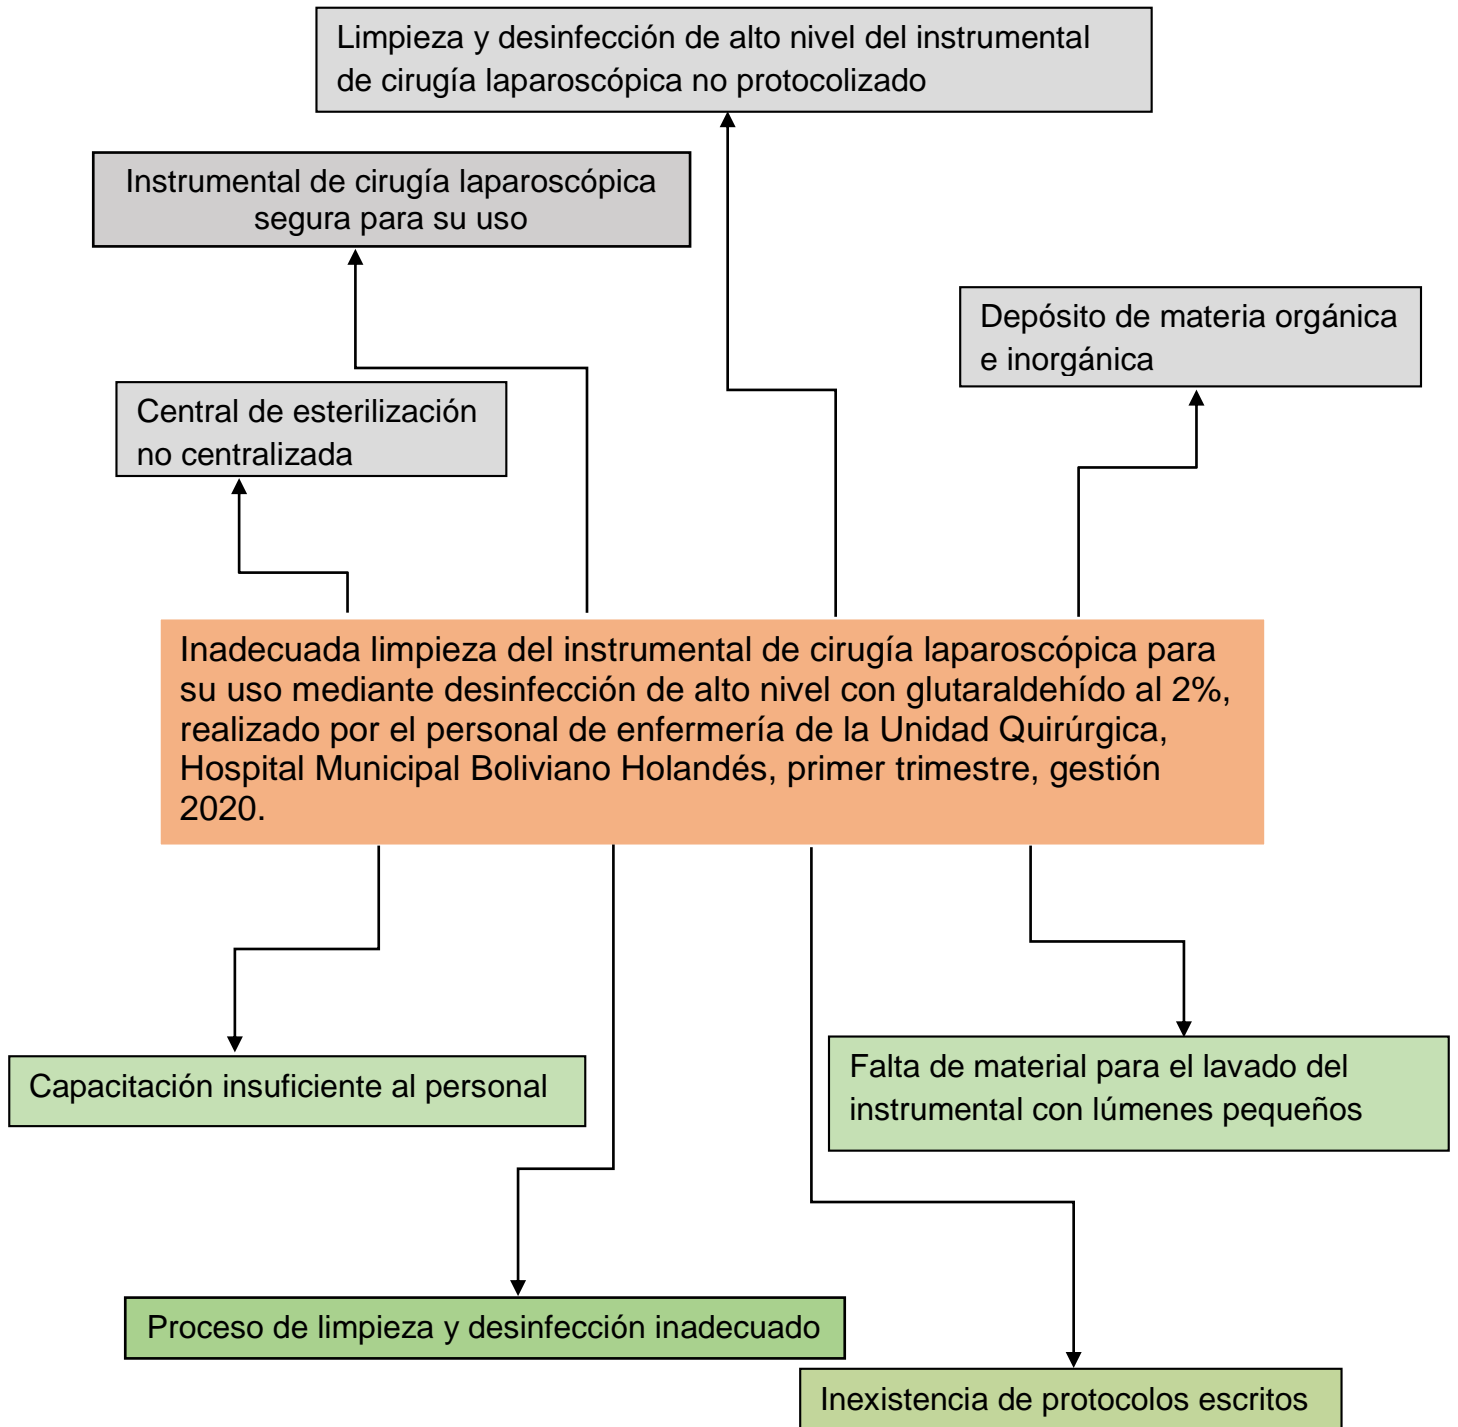 Limpieza y desinfección de alto nivel del instrumental
de cirugía laparoscópica no protocolizado
Instrumental de cirugía laparoscópica
segura para su uso
Depósito de materia orgánica
e inorgánica
Central de esterilización
no centralizada
Inadecuada limpieza del instrumental de cirugía laparoscópica para
su uso mediante desinfección de alto nivel con glutaraldehído al 2%,
realizado por el personal de enfermería de la Unidad Quirúrgica,
Hospital Municipal Boliviano Holandés, primer trimestre, gestión
2020.
Capacitación insuficiente al personal
Falta de material para el lavado del
instrumental con lúmenes pequeños
Proceso de limpieza y desinfección inadecuado
Inexistencia de protocolos escritos